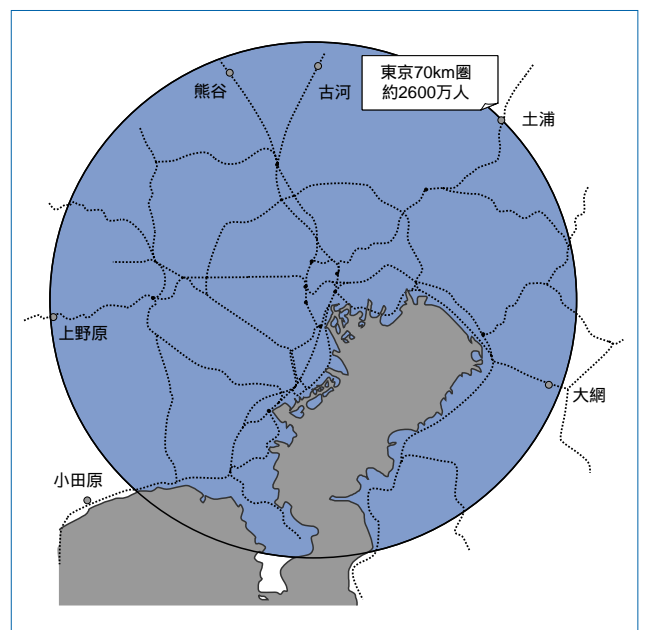 東京70km圏
約2600万人
熊谷
古河
土浦
上野原
大網
小田原